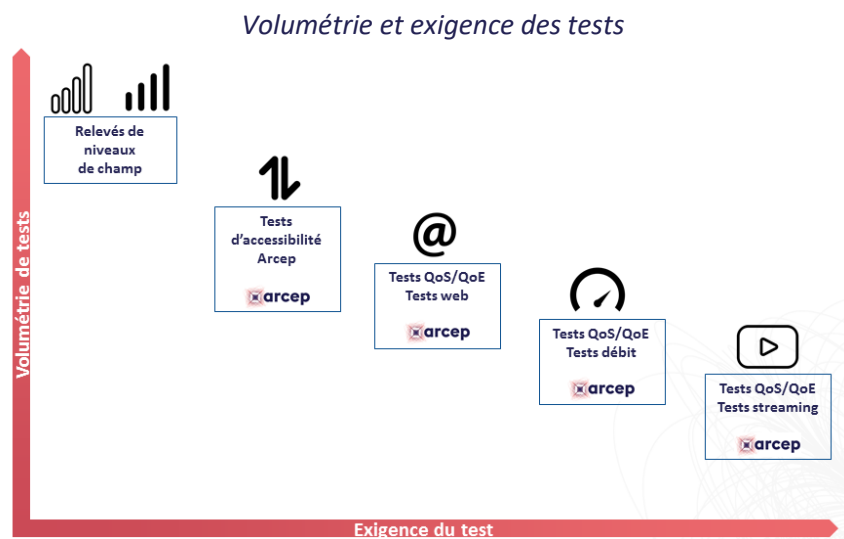 Volumétrie et exigence des tests
Volumétrie de tests
Relevés de
niveaux
de champ
Tests
d'accessibilité
Arcep
arcep
@
Tests QoS/QoE
Tests web
arcep
Tests QoS/QoE
Tests débit
arcep
Tests QoS/QoE
Tests streaming
arcep
Exigence du test